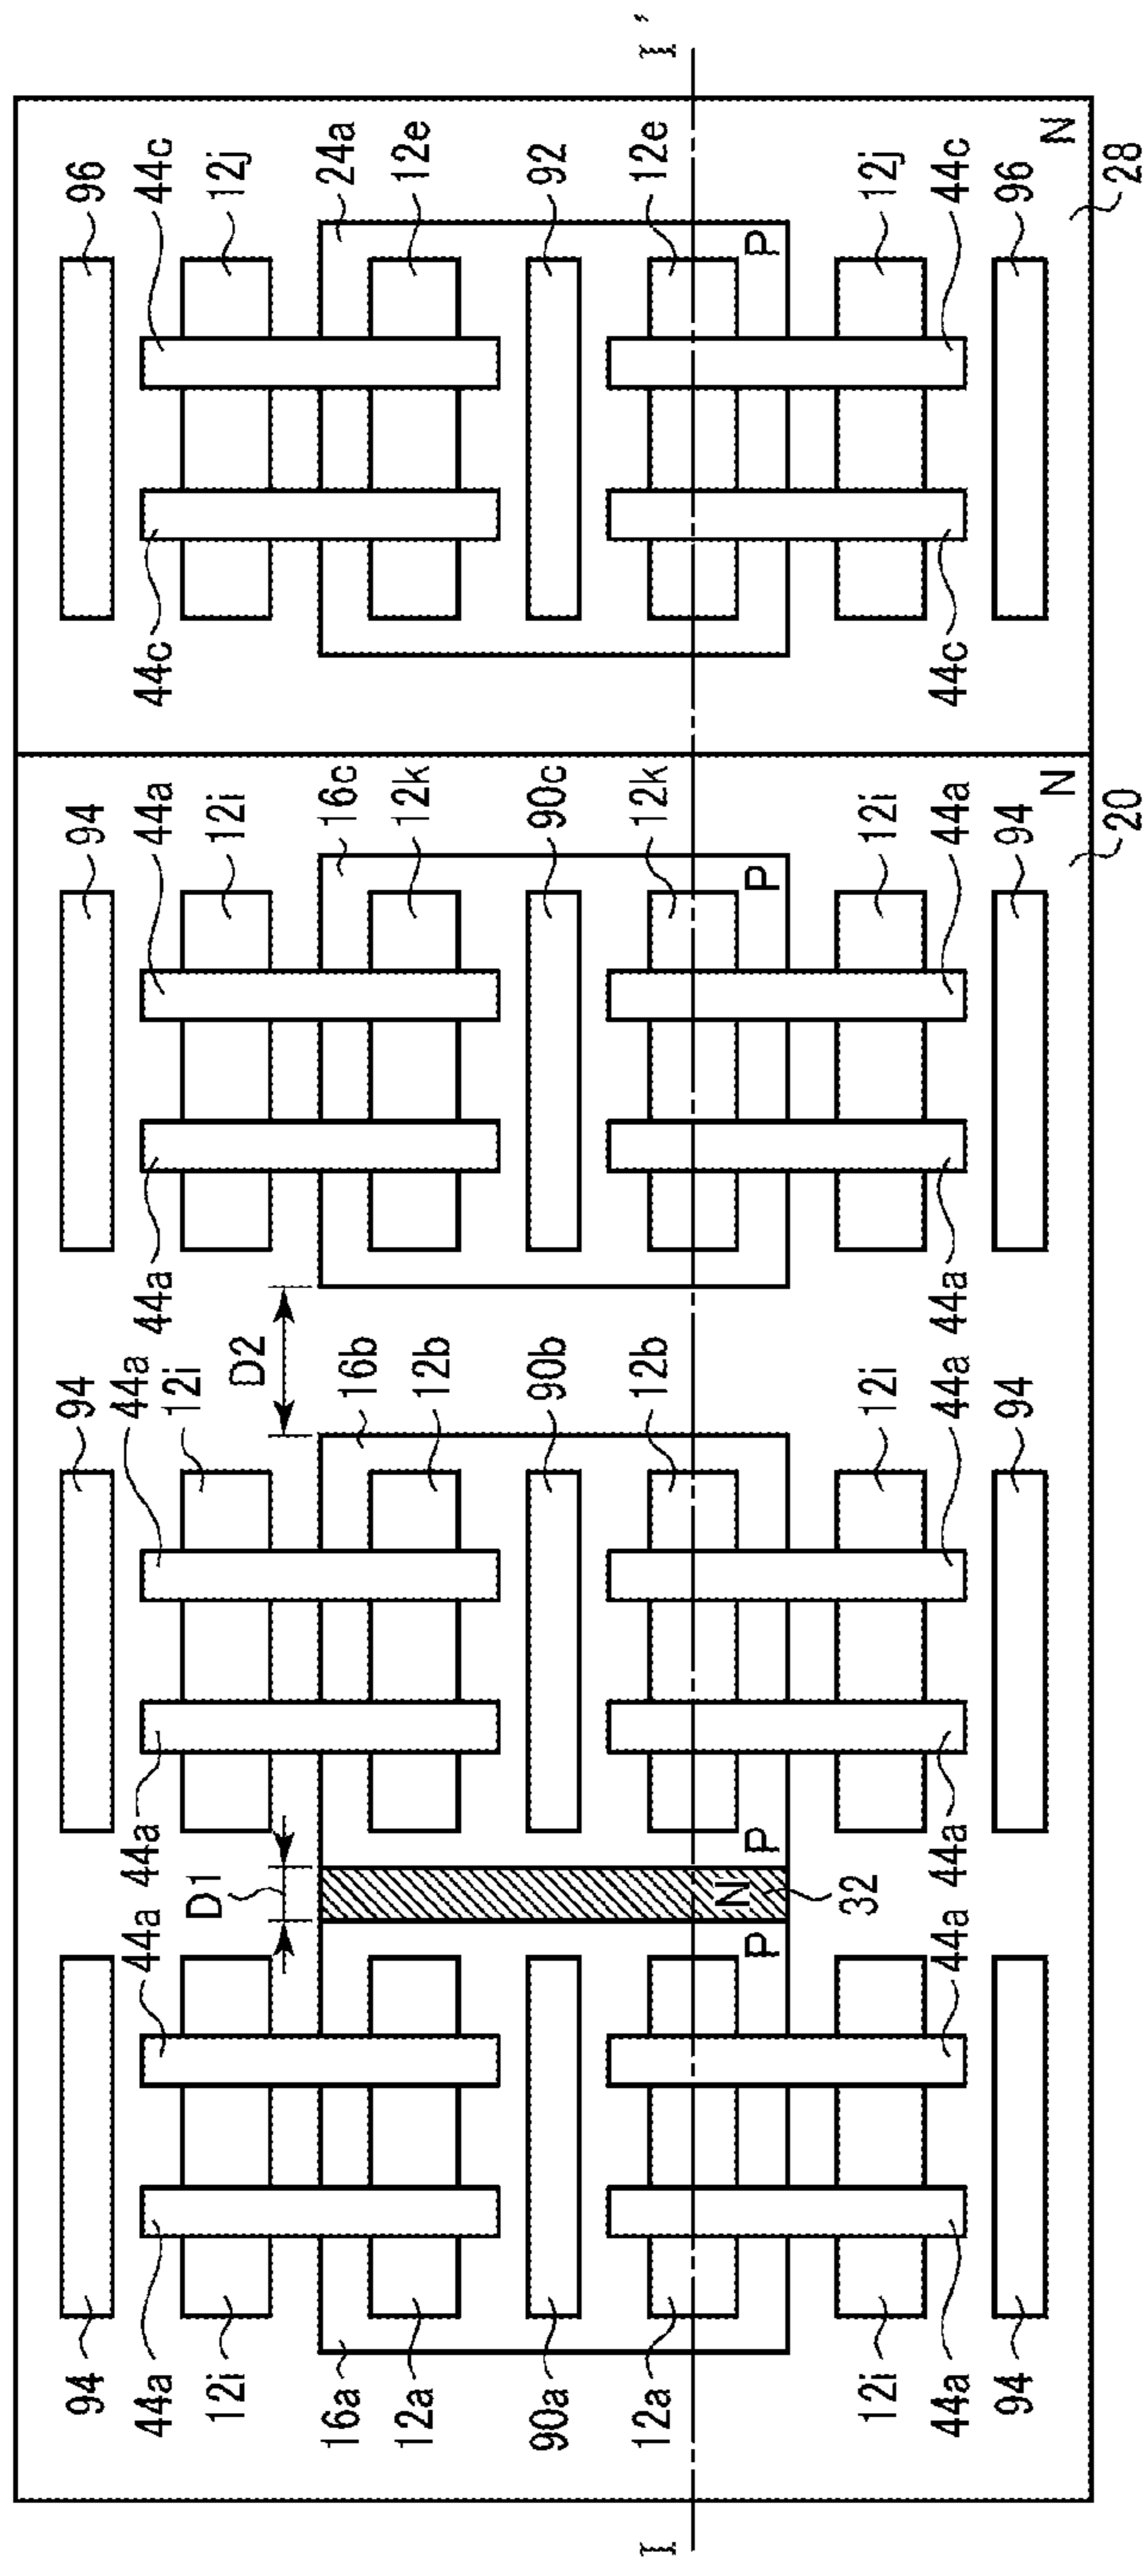 94 94 94 96
44a 44a 44a 44a 44a 44a 44c 44c
12i D1 12i 12i 12j
D2
16a 16b 16c 24a
12a 12b 12k 12e
90a 90b 90c 92
I 12a 12b 12k 12e I'
N
P P P P
12i 32 12i 12i 12j
44a 44a 44a 44a 44a 44a 44c 44c
94 94 94 96
N N
20 28